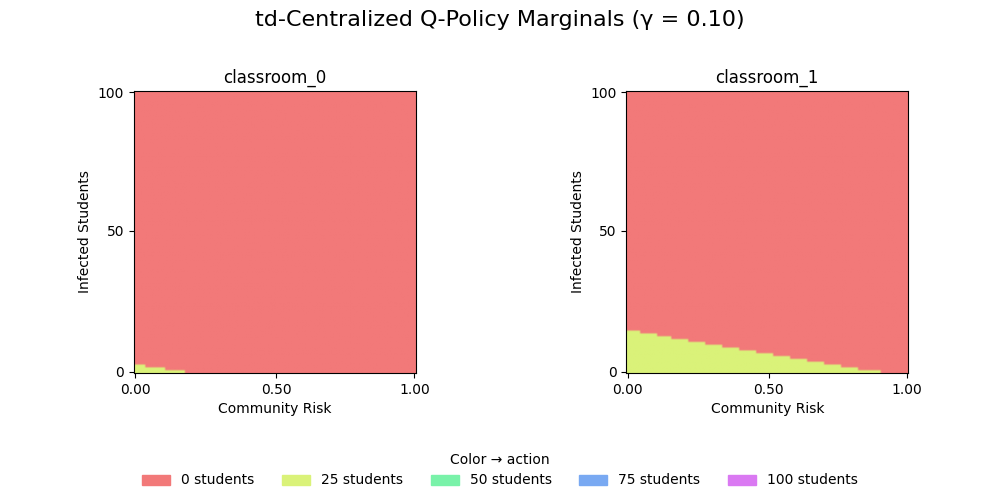 td-Centralized Q-Policy Marginals (γ = 0.10)
classroom_0
classroom_1
100
50
0
Infected Students
0.00 0.50 1.00
Community Risk
100
50
0
Infected Students
0.00 0.50 1.00
Community Risk
Color → action
0 students 25 students 50 students 75 students 100 students